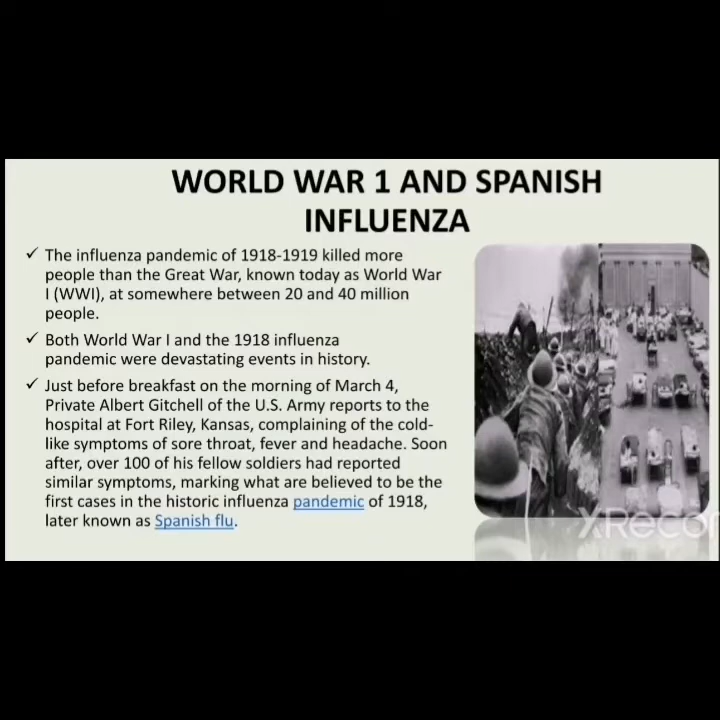 WORLD WAR 1 AND SPANISH
INFLUENZA
✓ The influenza pandemic of 1918-1919 killed more
people than the Great War, known today as World War
I (WWI), at somewhere between 20 and 40 million
people.
✓ Both World War I and the 1918 influenza
pandemic were devastating events in history.
✓ Just before breakfast on the morning of March 4,
Private Albert Gitchell of the U.S. Army reports to the
hospital at Fort Riley, Kansas, complaining of the cold-
like symptoms of sore throat, fever and headache. Soon
after, over 100 of his fellow soldiers had reported
similar symptoms, marking what are believed to be the
first cases in the historic influenza pandemic of 1918,
later known as Spanish flu.
XRecor